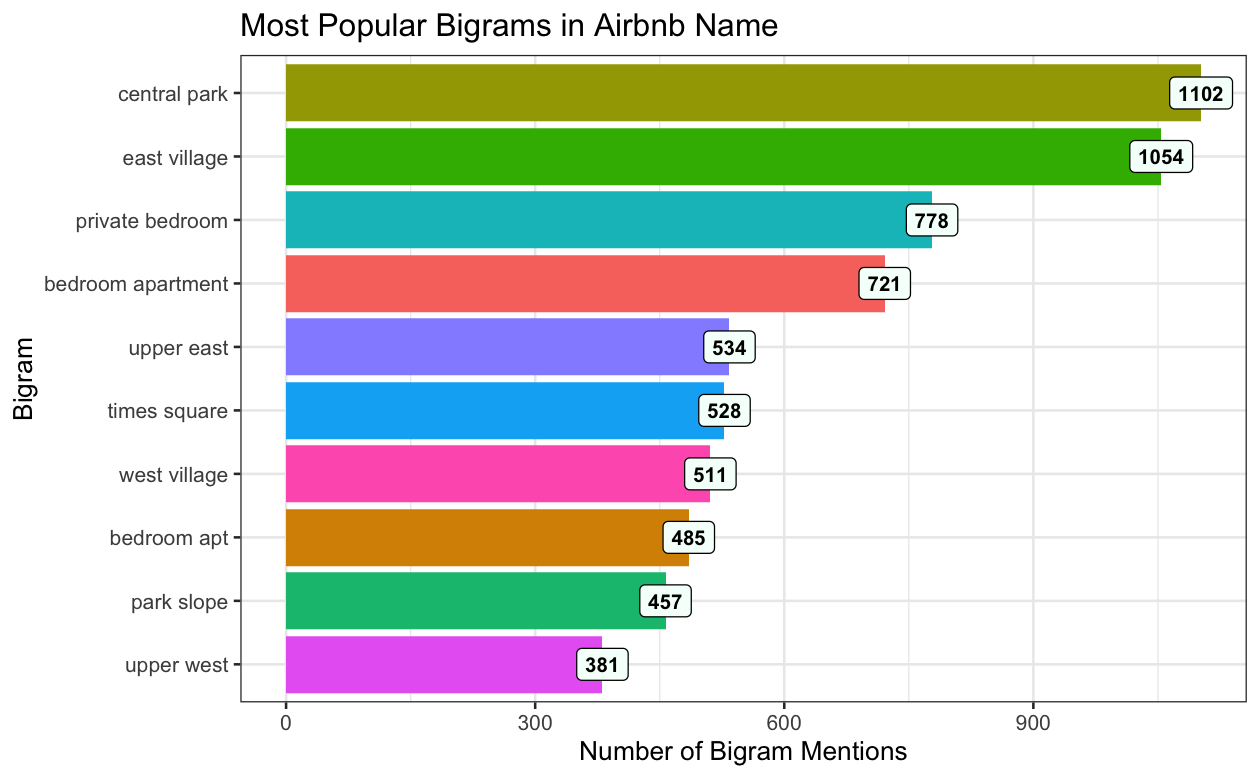 Most Popular Bigrams in Airbnb Name
central park 1102
east village 1054
private bedroom 778
bedroom apartment 721
upper east 534
times square 528
west village 511
bedroom apt 485
park slope 457
upper west 381
0 300 600 900
Number of Bigram Mentions
Bigram